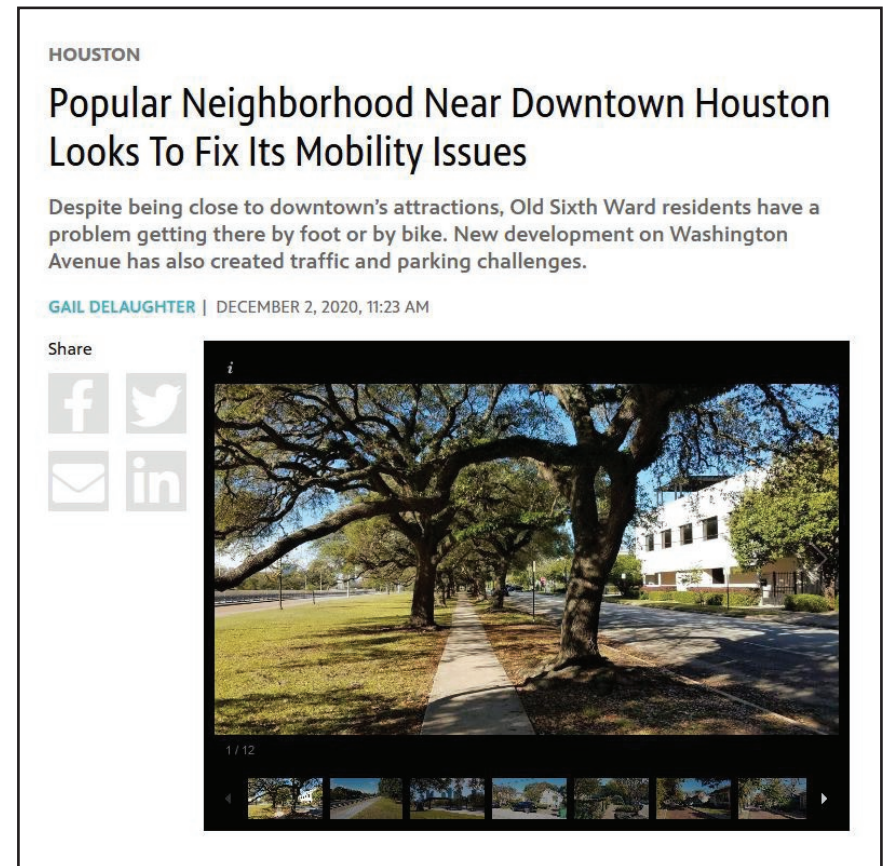 HOUSTON
Popular Neighborhood Near Downtown Houston
Looks To Fix Its Mobility Issues
Despite being close to downtown's attractions, Old Sixth Ward residents have a
problem getting there by foot or by bike. New development on Washington
Avenue has also created traffic and parking challenges.
GAIL DELAUGHTER | DECEMBER 2, 2020, 11:23 AM
Share
i
1 / 12